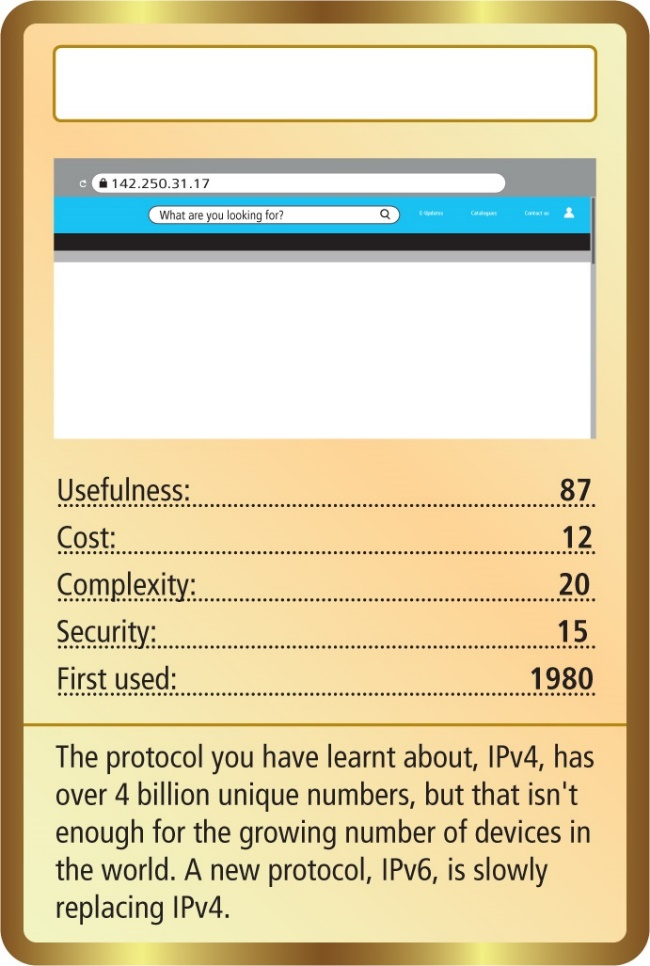 142.250.31.17
What are you looking for?
E-Updates Catalogues Contact us
Usefulness: 87
Cost: 12
Complexity: 20
Security: 15
First used: 1980
The protocol you have learnt about, IPv4, has
over 4 billion unique numbers, but that isn't
enough for the growing number of devices in
the world. A new protocol, IPv6, is slowly
replacing IPv4.